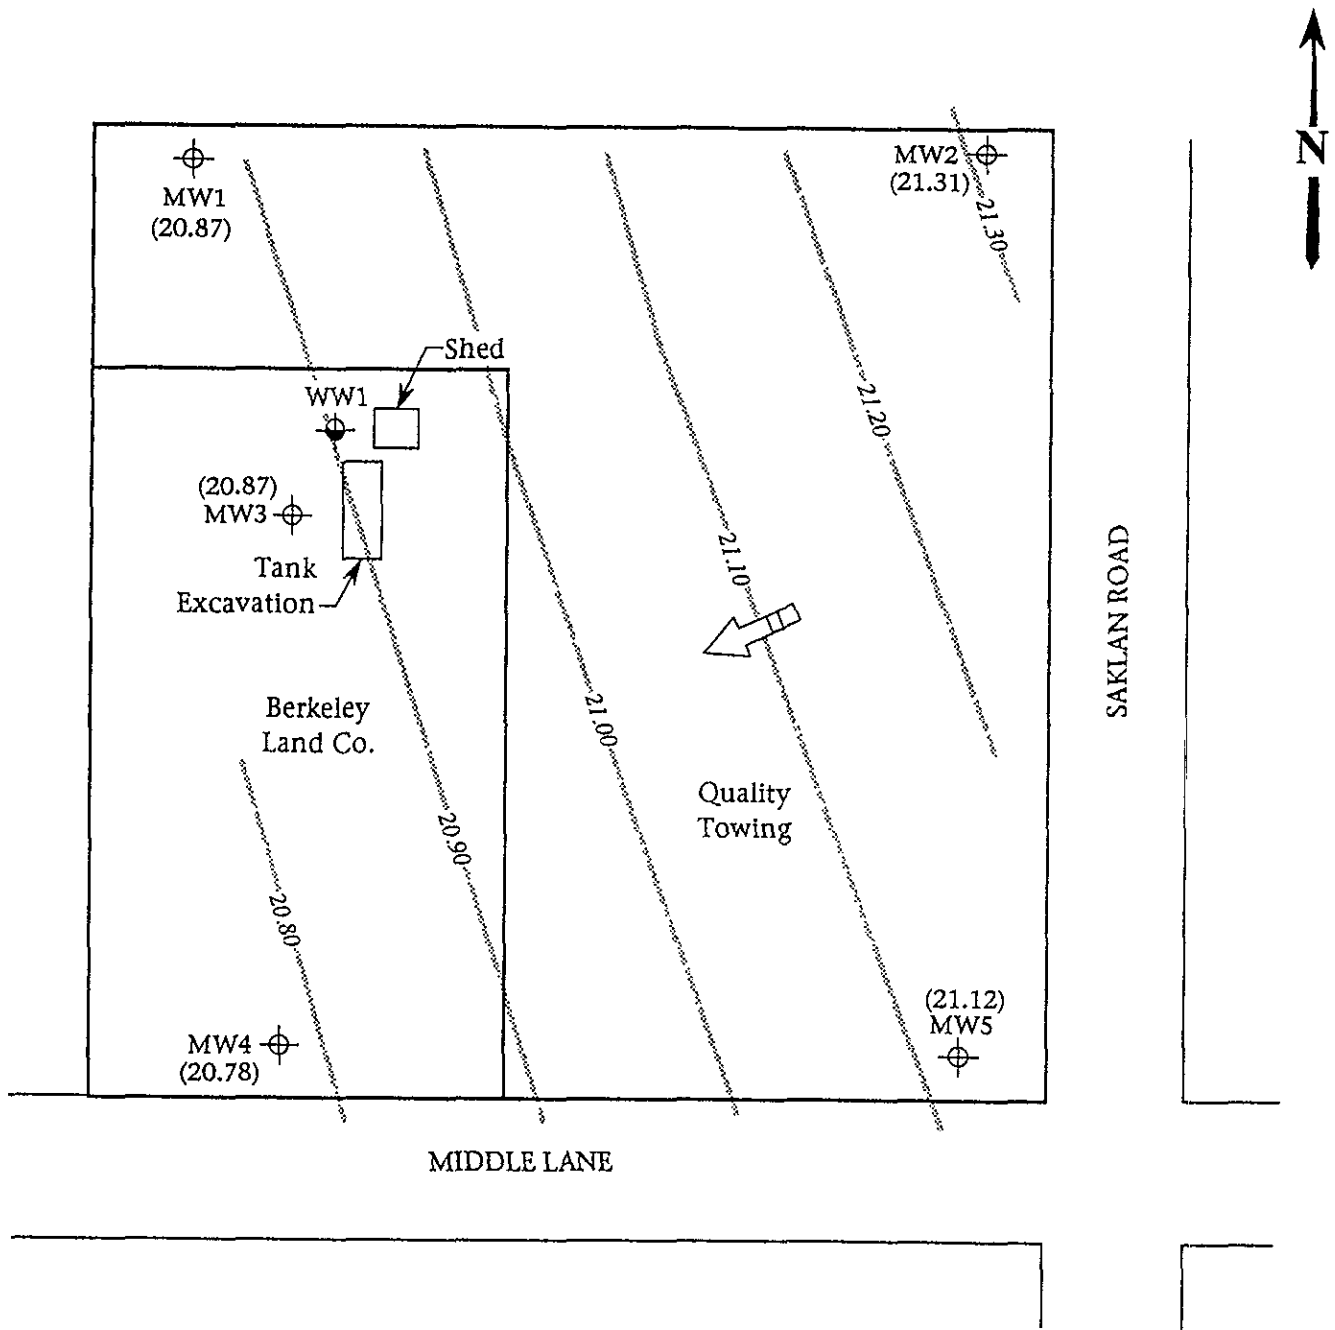 N
MW1
(20.87)
MW2
(21.31)
21.30
Shed
WW1
21.20
(20.87)
MW3
21.10
Tank
Excavation
SAKLAN ROAD
Berkeley
Land Co.
21.00
Quality
Towing
20.90
20.80
(21.12)
MW5
MW4
(20.78)
MIDDLE LANE